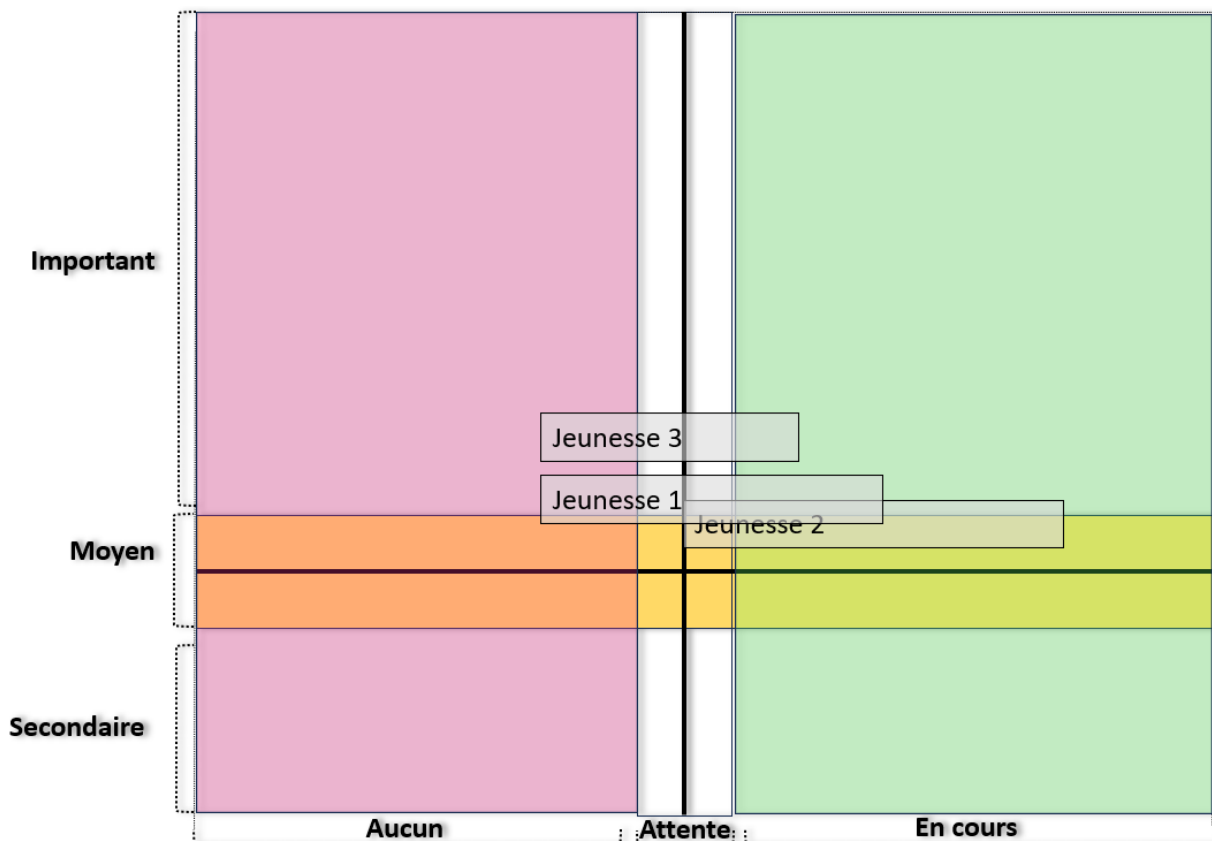 Important
Jeunesse 3
Jeunesse 1
Jeunesse 2
Moyen
Secondaire
Aucun
Attente
En cours